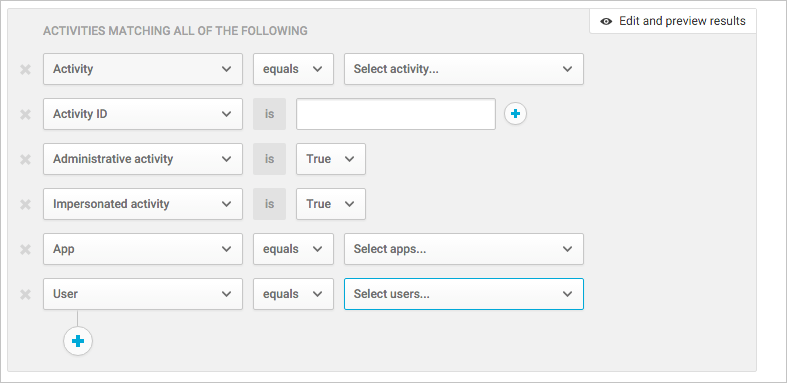 ACTIVITIES MATCHING ALL OF THE FOLLOWING
Edit and preview results
Activity equals Select activity...
Activity ID is
Administrative activity is True
Impersonated activity is True
App equals Select apps...
User equals Select users...